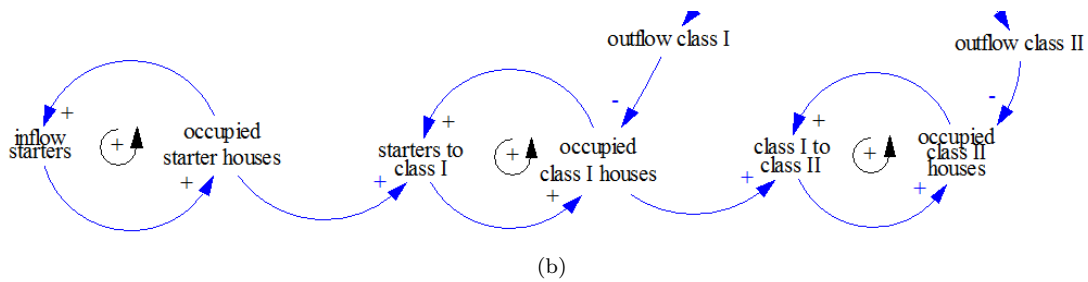 outflow class I
outflow class II
-
-
+
+
+
inflow
starters
+
occupied
starter houses
starters to
class I
+
occupied
class I houses
class I to
class II
+
occupied
class II
houses
+
+
+
+
+
(b)